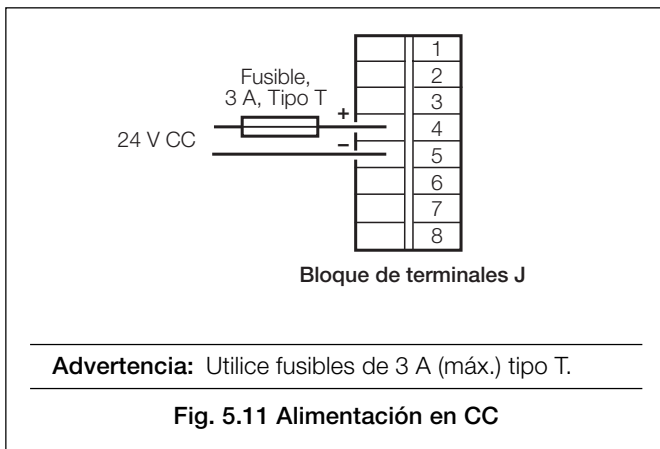 1
2
3
4
5
6
7
8
Fusible,
3 A, Tipo T
+
–
24 V CC
Bloque de terminales J
Advertencia: Utilice fusibles de 3 A (máx.) tipo T.
Fig. 5.11 Alimentación en CC